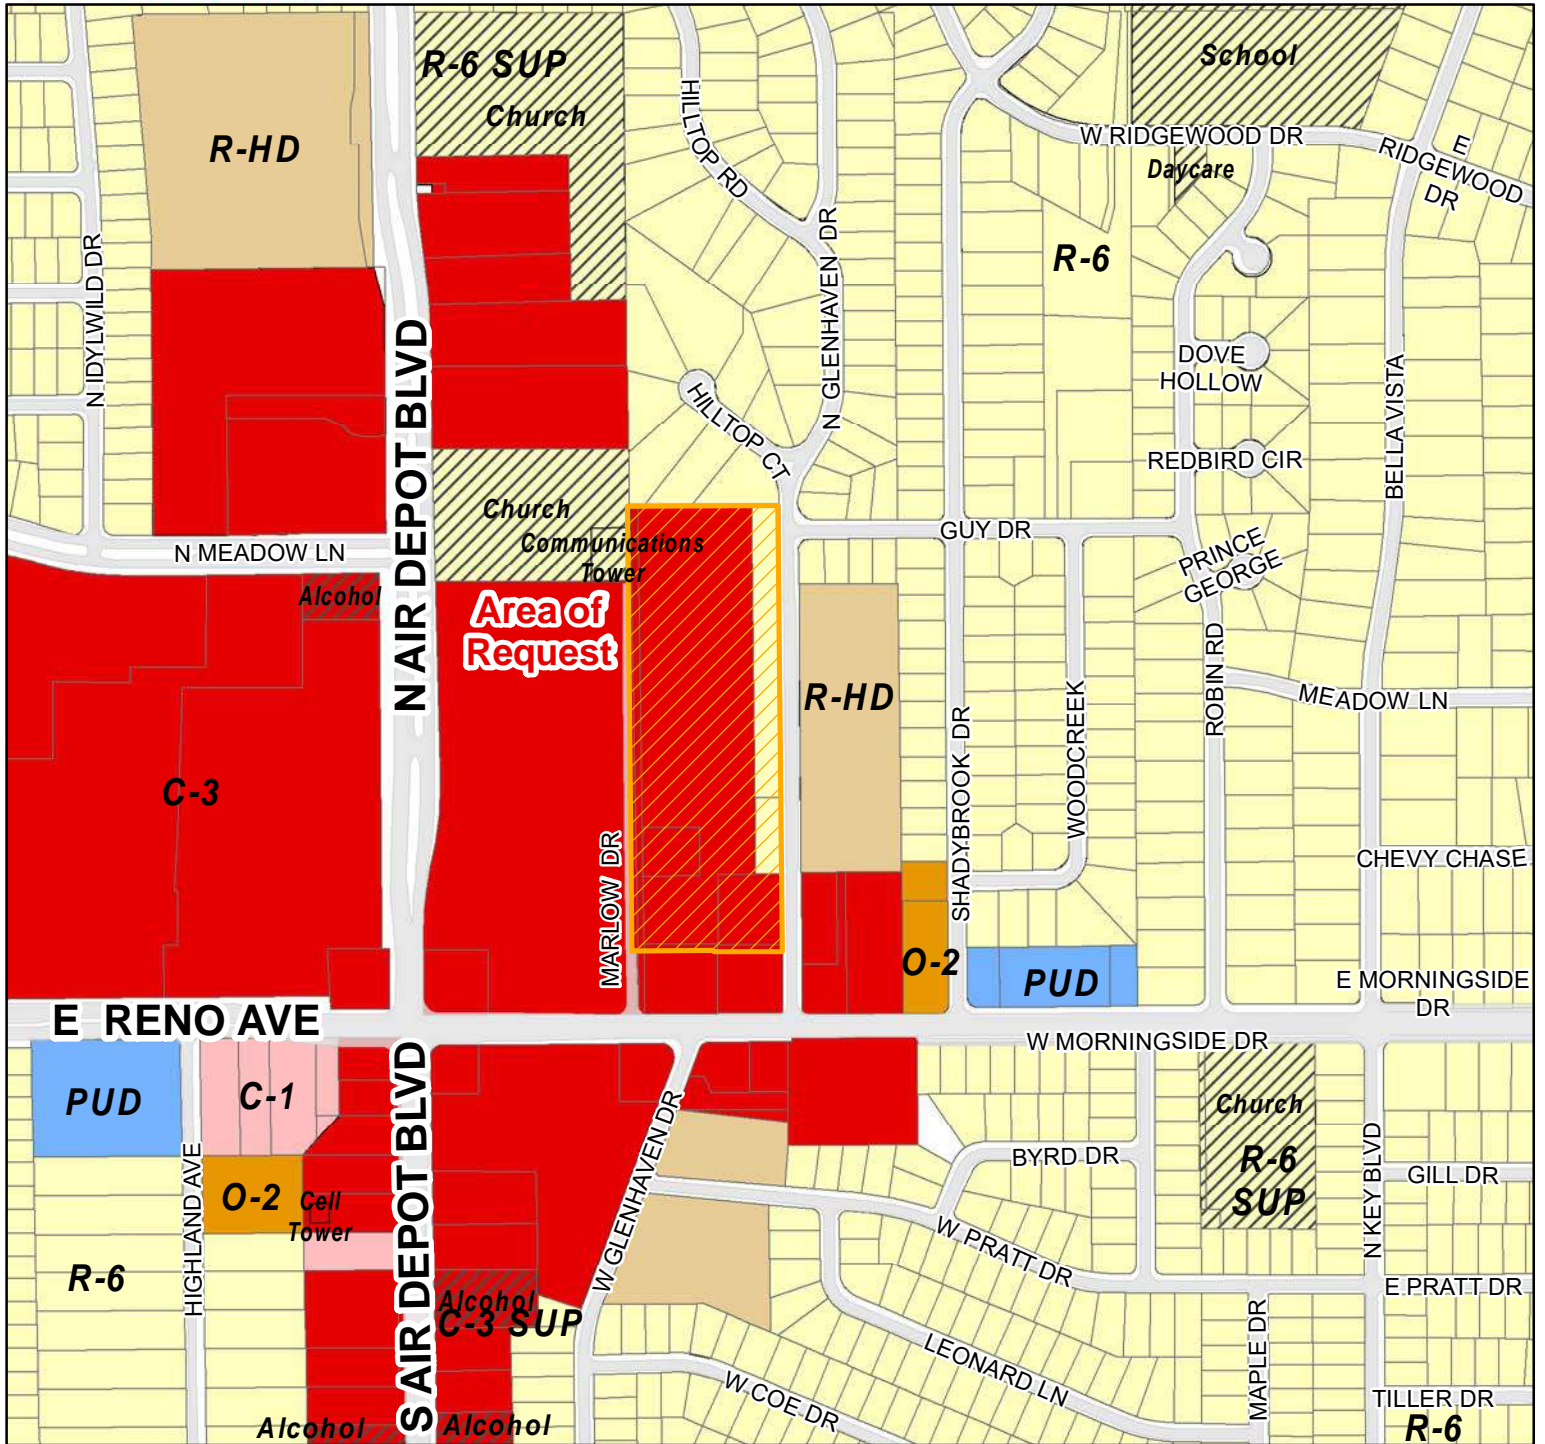 R-6 SUP
Church
School
R-HD
HILLTOP RD
W RIDGEWOOD DR
E
RIDGEWOOD
DR
Daycare
N IDYLWILD DR
N GLENHAVEN DR
R-6
N AIR DEPOT BLVD
DOVE
HOLLOW
HILLTOP CT
BELLA VISTA
REDBIRD CIR
Church
Communications
Tower
GUY DR
N MEADOW LN
PRINCE
GEORGE
Alcohol
Area of
Request
R-HD
ROBIN RD
MEADOW LN
WOODCREEK
SHADYBROOK DR
C-3
MARLOW DR
CHEVY CHASE
O-2
PUD
E MORNINGSIDE
DR
E RENO AVE
W MORNINGSIDE DR
PUD
C-1
S AIR DEPOT BLVD
W GLENHAVEN DR
Church
R-6
SUP
BYRD DR
N KEY BLVD
GILL DR
HIGHLAND AVE
O-2
Cell
Tower
W PRATT DR
R-6
E PRATT DR
Alcohol
C-3 SUP
LEONARD LN
MAPLE DR
W COE DR
TILLER DR
R-6
Alcohol
Alcohol